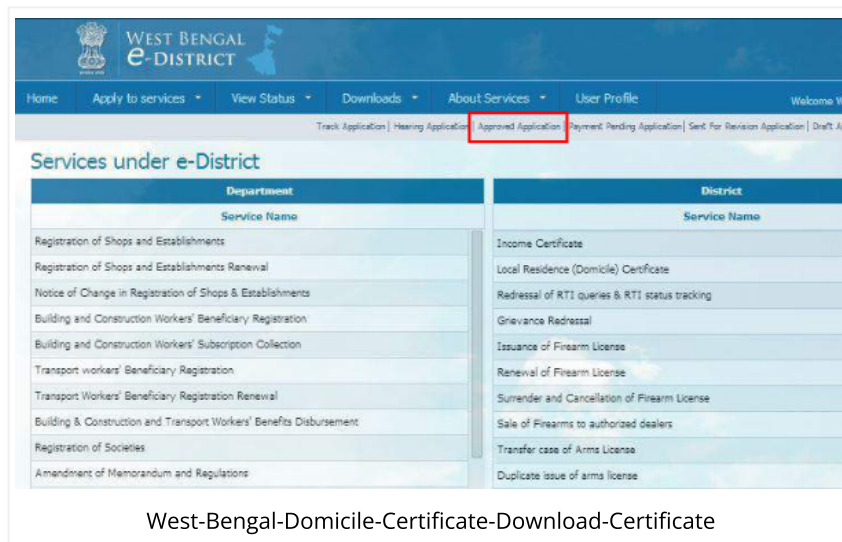 WEST BENGAL
e-DISTRICT
Home Apply to services View Status Downloads About Services User Profile Welcome W
Track Application | Hearing Application | Approved Application | Payment Pending Application | Sent For Revision Application | Draft A
Services under e-District
Department District
Service Name Service Name
Registration of Shops and Establishments Income Certificate
Registration of Shops and Establishments Renewal Local Residence (Domicile) Certificate
Notice of Change in Registration of Shops & Establishments Redressal of RTI queries & RTI status tracking
Building and Construction Workers' Beneficiary Registration Grievance Redressal
Building and Construction Workers' Subscription Collection Issuance of Firearm License
Transport workers' Beneficiary Registration Renewal of Firearm License
Transport Workers' Beneficiary Registration Renewal Surrender and Cancellation of Firearm License
Building & Construction and Transport Workers' Benefits Disbursement Sale of Firearms to authorized dealers
Registration of Societies Transfer case of Arms License
Amendment of Memorandum and Regulations Duplicate issue of arms license
West-Bengal-Domicile-Certificate-Download-Certificate